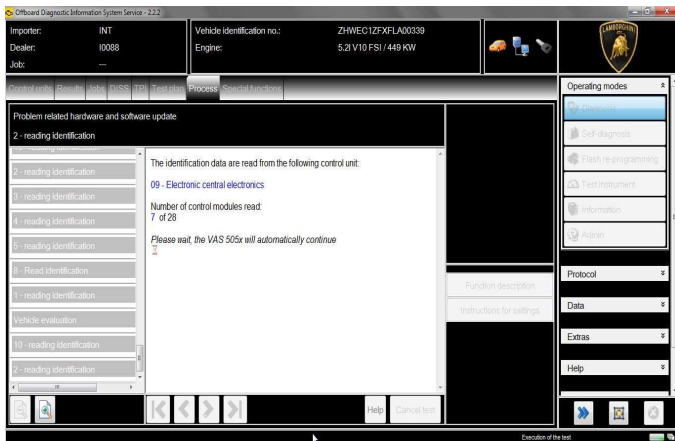 Offboard Diagnostic Information System Service - 2.2.2
Importer: INT
Dealer: I0088
Job: ---
Vehicle identification no.: ZHWEC1ZFXFLA00339
Engine: 5.2l V10 FSI / 449 KW
LAMBORGHINI
Control units Results Jobs DISS TPI Test plan Process Special functions
Operating modes
Diagnosis
Self-diagnosis
Flash re-programming
Test instrument
Information
Admin
Protocol
Data
Extras
Help
Problem related hardware and software update
2 - reading identification
2 - reading identification
3 - reading identification
4 - reading identification
5 - reading identification
8 - Read identification
1 - reading identification
Vehicle evaluation
10 - reading identification
2 - reading identification
The identification data are read from the following control unit:
09 - Electronic central electronics
Number of control modules read:
7 of 28
Please wait, the VAS 505x will automatically continue
Function description
Instructions for settings
Help
Cancel test
Execution of the test